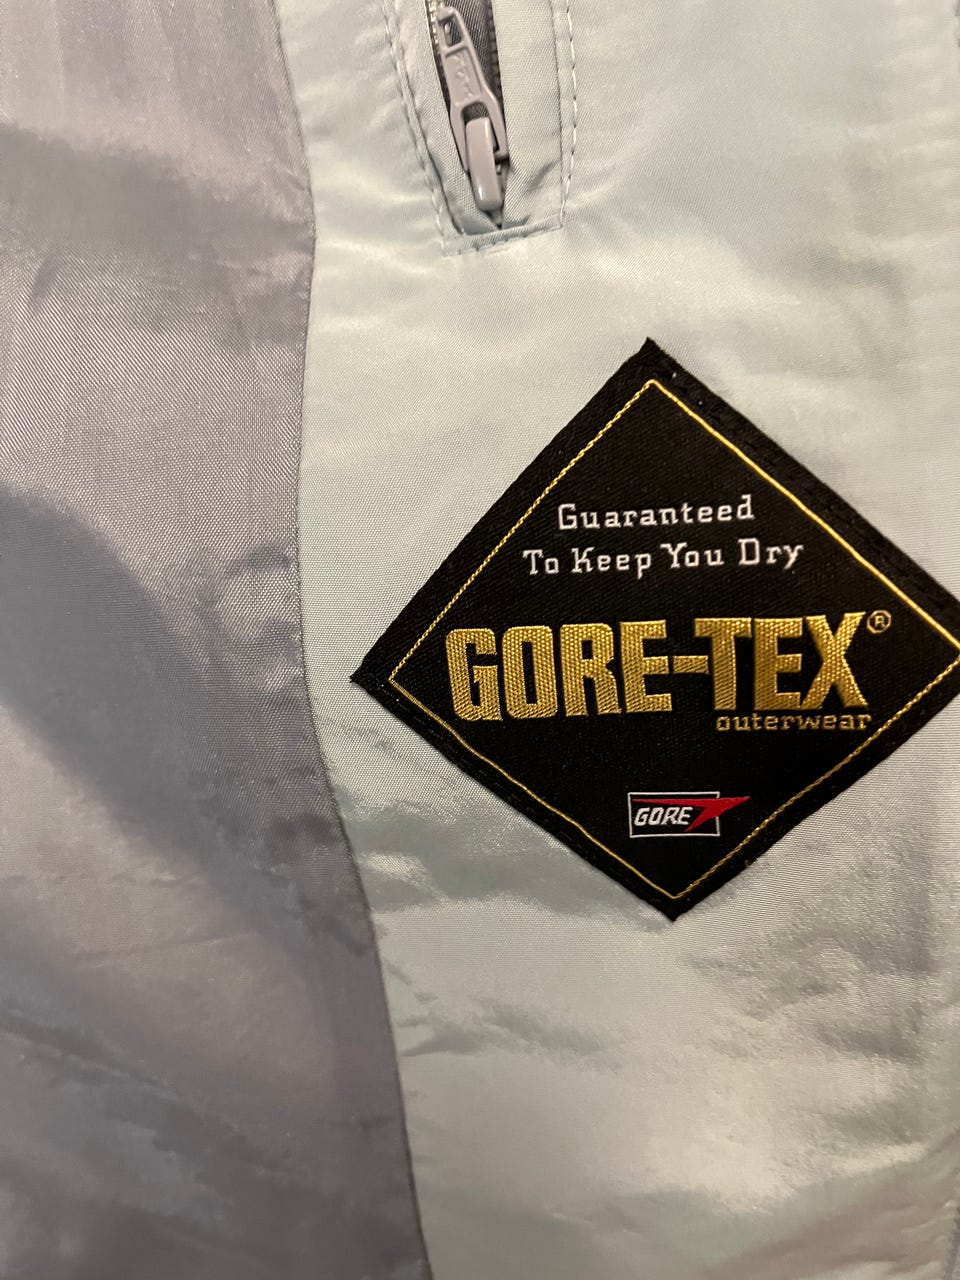 Guaranteed
To Keep You Dry
GORE-TEX®
outerwear
GORE